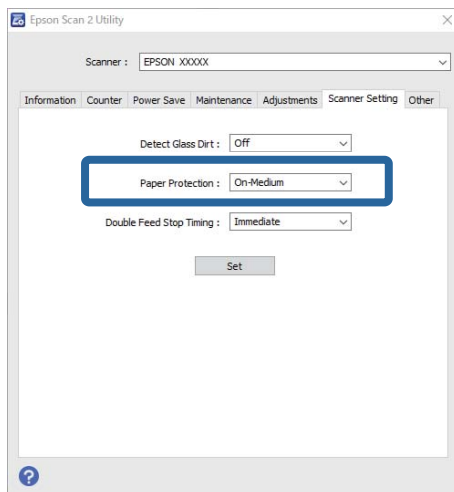 Epson Scan 2 Utility
Scanner : EPSON XXXXX
Information Counter Power Save Maintenance Adjustments Scanner Setting Other
Detect Glass Dirt : Off
Paper Protection : On-Medium
Double Feed Stop Timing : Immediate
Set
?